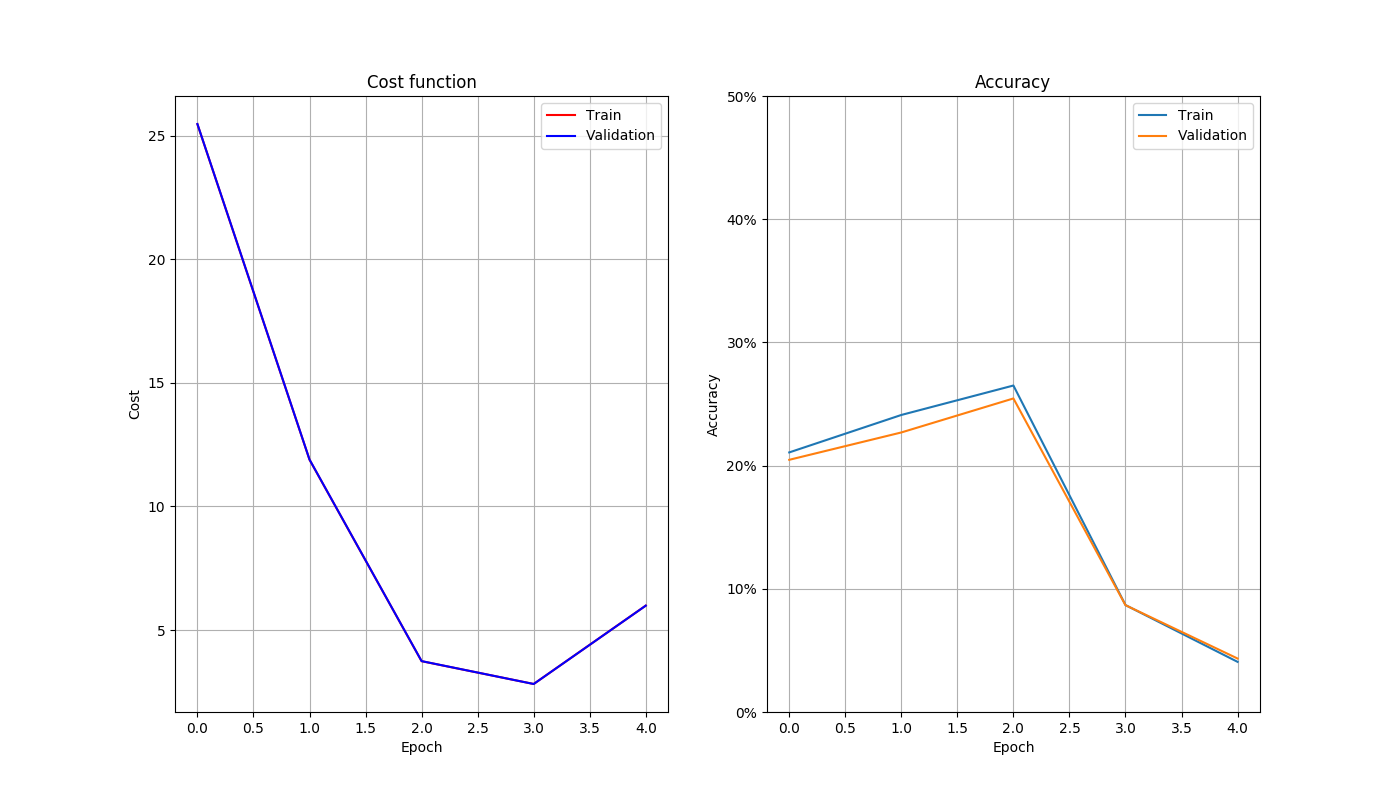 Cost function
Train
Validation
25
20
15
10
5
Cost
0.0 0.5 1.0 1.5 2.0 2.5 3.0 3.5 4.0
Epoch
Accuracy
Train
Validation
50%
40%
30%
20%
10%
0%
Accuracy
0.0 0.5 1.0 1.5 2.0 2.5 3.0 3.5 4.0
Epoch